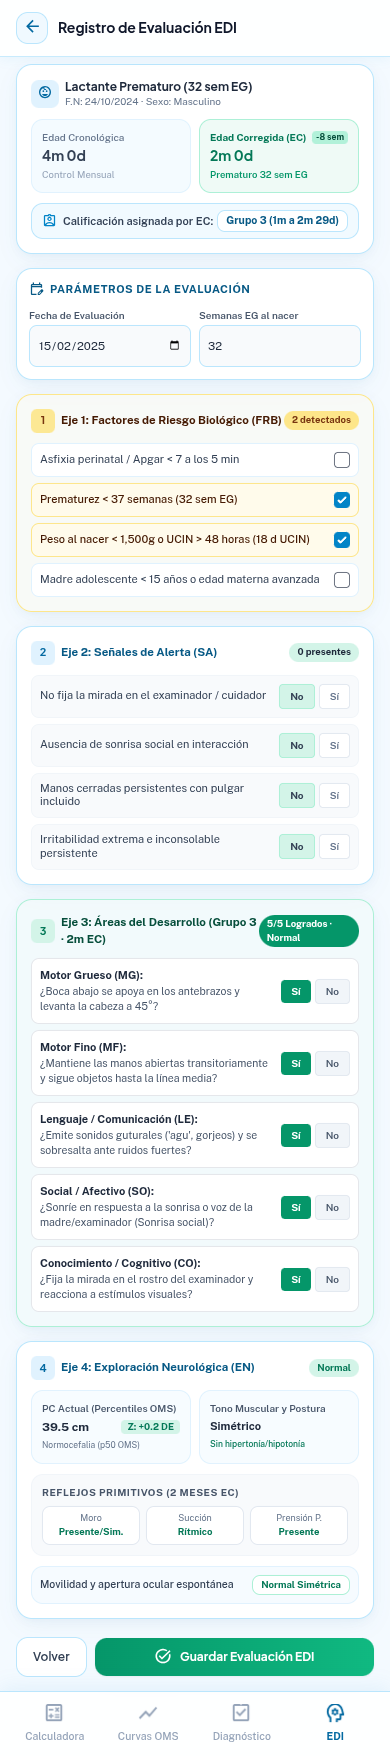 Registro de Evaluación EDI
Lactante Prematuro (32 sem EG)
F.N: 24/10/2024 · Sexo: Masculino
Edad Cronológica
4m 0d
Control Mensual
Edad Corregida (EC)
-8 sem
2m 0d
Prematuro 32 sem EG
Calificación asignada por EC:
Grupo 3 (1m a 2m 29d)
PARÁMETROS DE LA EVALUACIÓN
Fecha de Evaluación
15/02/2025
Semanas EG al nacer
32
1
Eje 1: Factores de Riesgo Biológico (FRB)
2 detectados
Asfixia perinatal / Apgar < 7 a los 5 min
Prematurez < 37 semanas (32 sem EG)
Peso al nacer < 1,500g o UCIN > 48 horas (18 d UCIN)
Madre adolescente < 15 años o edad materna avanzada
2
Eje 2: Señales de Alerta (SA)
0 presentes
No fija la mirada en el examinador / cuidador
No
Sí
Ausencia de sonrisa social en interacción
No
Sí
Manos cerradas persistentes con pulgar
incluido
No
Sí
Irritabilidad extrema e inconsolable
persistente
No
Sí
3
Eje 3: Áreas del Desarrollo (Grupo 3
· 2m EC)
5/5 Logrados ·
Normal
Motor Grueso (MG):
¿Boca abajo se apoya en los antebrazos y
levanta la cabeza a 45°?
Sí
No
Motor Fino (MF):
¿Mantiene las manos abiertas transitoriamente
y sigue objetos hasta la línea media?
Sí
No
Lenguaje / Comunicación (LE):
¿Emite sonidos guturales ('agu', gorjeos) y se
sobresalta ante ruidos fuertes?
Sí
No
Social / Afectivo (SO):
¿Sonríe en respuesta a la sonrisa o voz de la
madre/examinador (Sonrisa social)?
Sí
No
Conocimiento / Cognitivo (CO):
¿Fija la mirada en el rostro del examinador y
reacciona a estímulos visuales?
Sí
No
4
Eje 4: Exploración Neurológica (EN)
Normal
PC Actual (Percentiles OMS)
39.5 cm
Z: +0.2 DE
Normocefalia (p50 OMS)
Tono Muscular y Postura
Simétrico
Sin hipertonía/hipotonía
REFLEJOS PRIMITIVOS (2 MESES EC)
Moro
Presente/Sim.
Succión
Rítmico
Prensión P.
Presente
Movilidad y apertura ocular espontánea
Normal Simétrica
Volver
Guardar Evaluación EDI
Calculadora
Curvas OMS
Diagnóstico
EDI